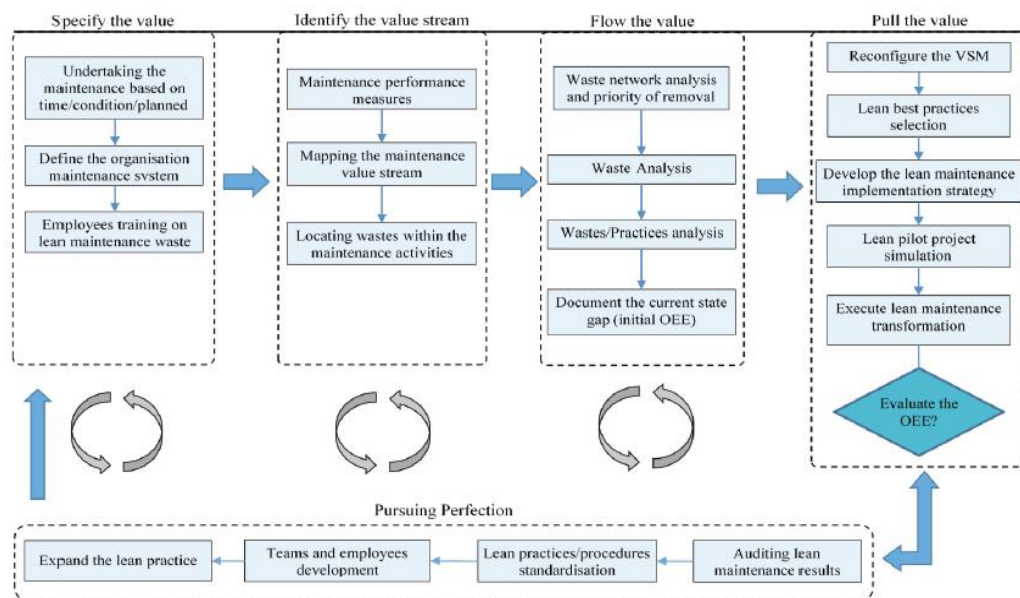 Specify the value
Identify the value stream
Flow the value
Pull the value
Undertaking the
maintenance based on
time/condition/planned
Define the organisation
maintenance system
Employees training on
lean maintenance waste
Maintenance performance
measures
Mapping the maintenance
value stream
Locating wastes within the
maintenance activities
Waste network analysis
and priority of removal
Waste Analysis
Wastes/Practices analysis
Document the current state
gap (initial OEE)
Reconfigure the VSM
Lean best practices
selection
Develop the lean maintenance
implementation strategy
Lean pilot project
simulation
Execute lean maintenance
transformation
Evaluate the
OEE?
Pursuing Perfection
Expand the lean practice
Teams and employees
development
Lean practices/procedures
standardisation
Auditing lean
maintenance results